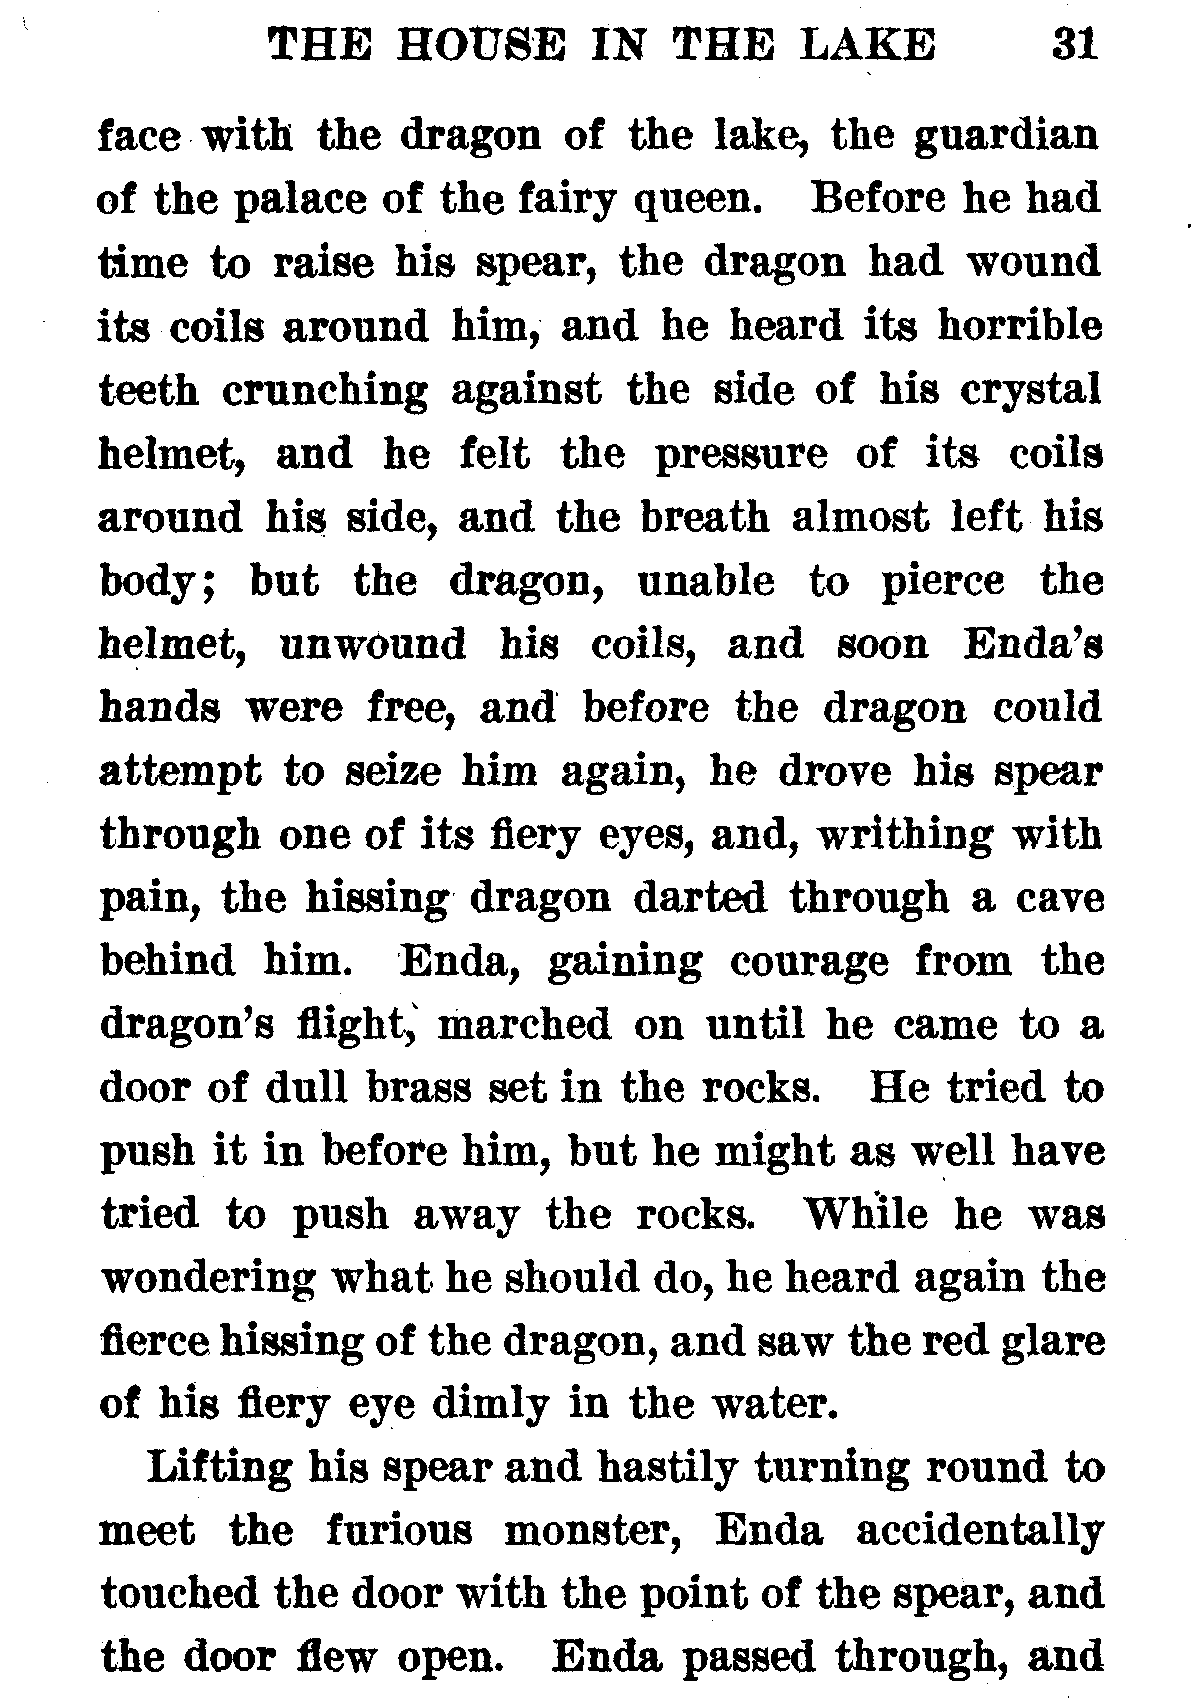 THE HOUSE IN THE LAKE 31
face with the dragon of the lake, the guardian
of the palace of the fairy queen. Before he had
time to raise his spear, the dragon had wound
its coils around him, and he heard its horrible
teeth crunching against the side of his crystal
helmet, and he felt the pressure of its coils
around his side, and the breath almost left his
body; but the dragon, unable to pierce the
helmet, unwound his coils, and soon Enda's
hands were free, and before the dragon could
attempt to seize him again, he drove his spear
through one of its fiery eyes, and, writhing with
pain, the hissing dragon darted through a cave
behind him. Enda, gaining courage from the
dragon's flight, marched on until he came to a
door of dull brass set in the rocks. He tried to
push it in before him, but he might as well have
tried to push away the rocks. While he was
wondering what he should do, he heard again the
fierce hissing of the dragon, and saw the red glare
of his fiery eye dimly in the water.
Lifting his spear and hastily turning round to
meet the furious monster, Enda accidentally
touched the door with the point of the spear, and
the door flew open. Enda passed through, and